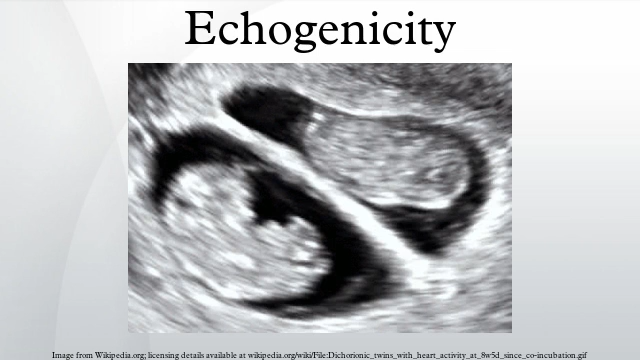 Echogenicity
Image from Wikipedia.org; licensing details available at wikipedia.org/wiki/File:Dichorionic_twins_with_heart_activity_at_8w5d_since_co-incubation.gif